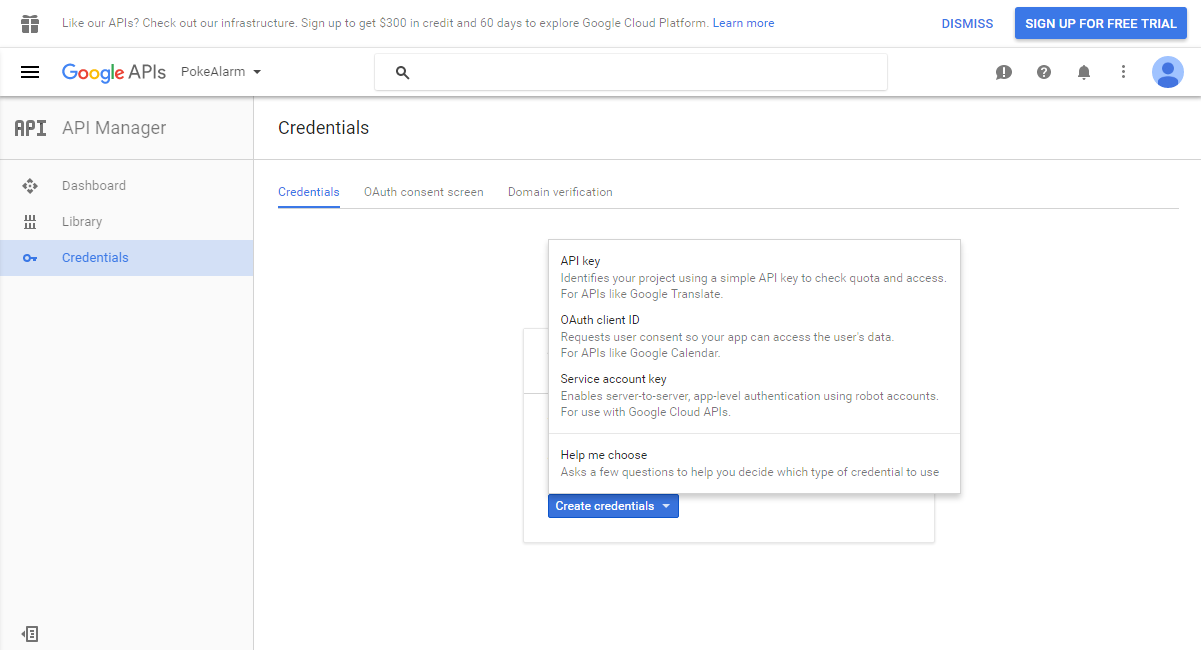 Like our APIs? Check out our infrastructure. Sign up to get $300 in credit and 60 days to explore Google Cloud Platform. Learn more
DISMISS
SIGN UP FOR FREE TRIAL
Google APIs
PokeAlarm
API
API Manager
Dashboard
Library
Credentials
Credentials
Credentials
OAuth consent screen
Domain verification
API key
Identifies your project using a simple API key to check quota and access.
For APIs like Google Translate.
OAuth client ID
Requests user consent so your app can access the user's data.
For APIs like Google Calendar.
Service account key
Enables server-to-server, app-level authentication using robot accounts.
For use with Google Cloud APIs.
Help me choose
Asks a few questions to help you decide which type of credential to use
Create credentials